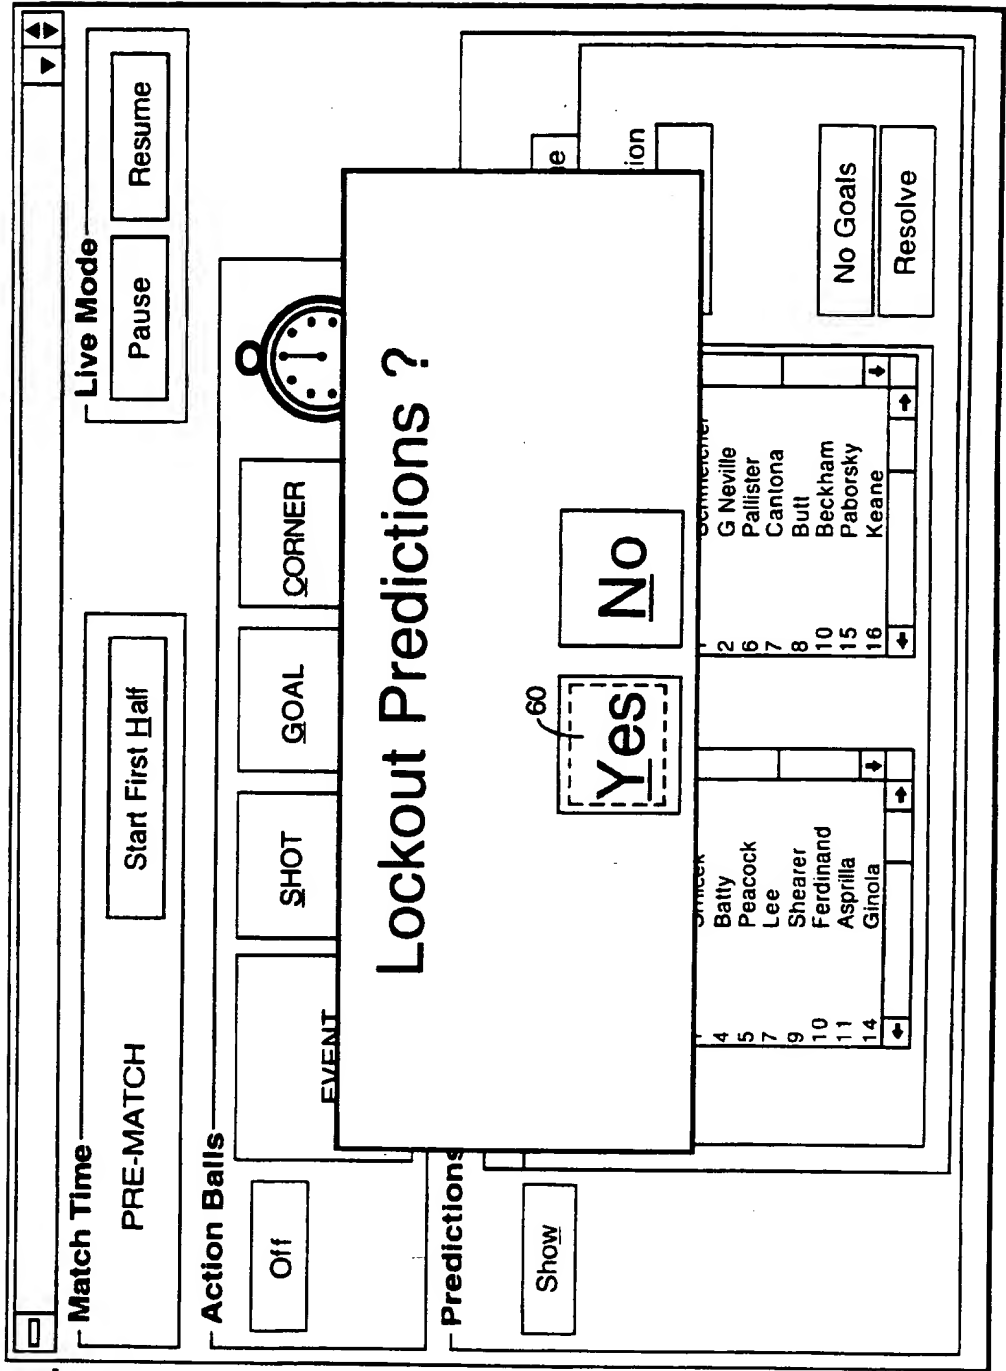 Match Time
PRE-MATCH
Start First Half
Live Mode
Pause
Resume
Action Balls
Off
EVENT
SHOT
GOAL
CORNER
Lockout Predictions ?
60
Yes
No
Predictions
Show
4 Batty
5 Peacock
7 Lee
9 Shearer
10 Ferdinand
11 Asprilla
14 Ginola
2 G Neville
6 Pallister
7 Cantona
8 Butt
10 Beckham
15 Paborsky
16 Keane
No Goals
Resolve